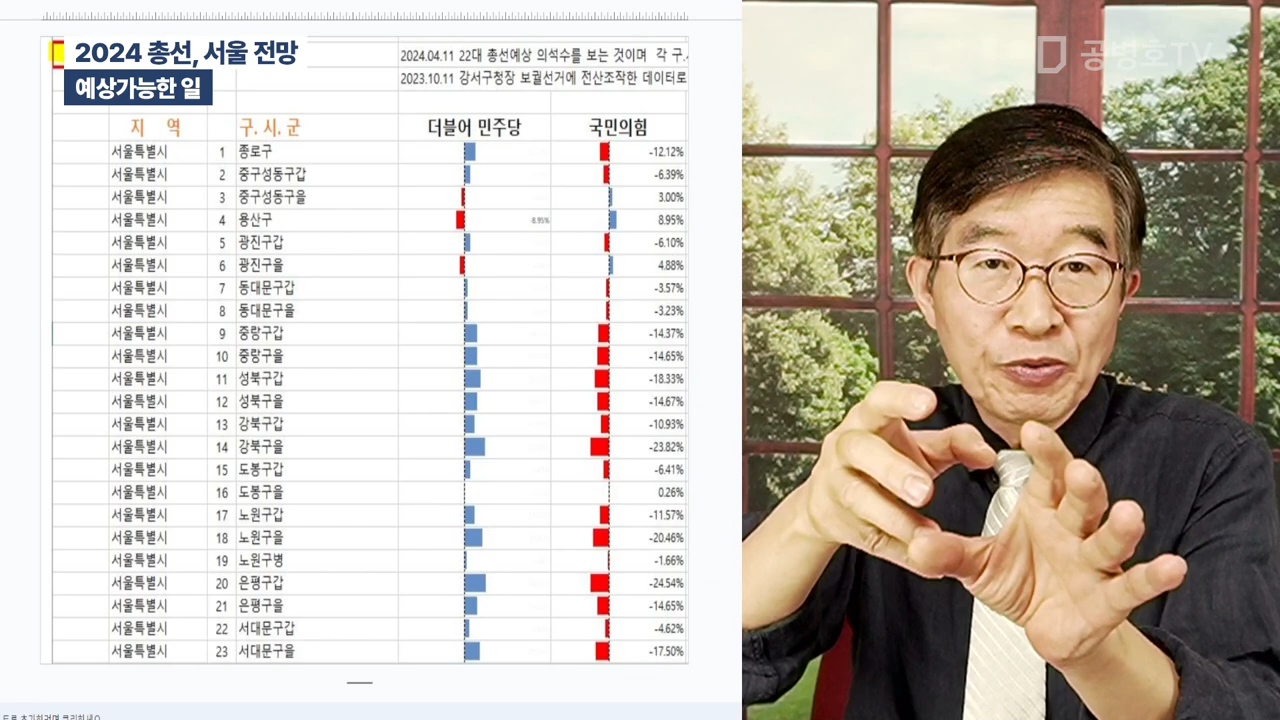 2024 총선, 서울 전망
예상가능한 일
공병호TV
2024.04.11 22대 총선예상 의석수를 보는 것이며 각 구.
2023.10.11 강서구청장 보궐선거에 전산조작한 데이터로
지 역 구. 시. 군 더불어 민주당 국민의힘
서울특별시 1 종로구 -12.12%
서울특별시 2 중구성동구갑 -6.39%
서울특별시 3 중구성동구을 3.00%
서울특별시 4 용산구 -8.95% 8.95%
서울특별시 5 광진구갑 -6.10%
서울특별시 6 광진구을 4.88%
서울특별시 7 동대문구갑 -3.57%
서울특별시 8 동대문구을 -3.23%
서울특별시 9 중랑구갑 -14.37%
서울특별시 10 중랑구을 -14.65%
서울특별시 11 성북구갑 -18.33%
서울특별시 12 성북구을 -14.67%
서울특별시 13 강북구갑 -10.93%
서울특별시 14 강북구을 -23.82%
서울특별시 15 도봉구갑 -6.41%
서울특별시 16 도봉구을 0.26%
서울특별시 17 노원구갑 -11.57%
서울특별시 18 노원구을 -20.46%
서울특별시 19 노원구병 -1.66%
서울특별시 20 은평구갑 -24.54%
서울특별시 21 은평구을 -14.65%
서울특별시 22 서대문구갑 -4.62%
서울특별시 23 서대문구을 -17.50%